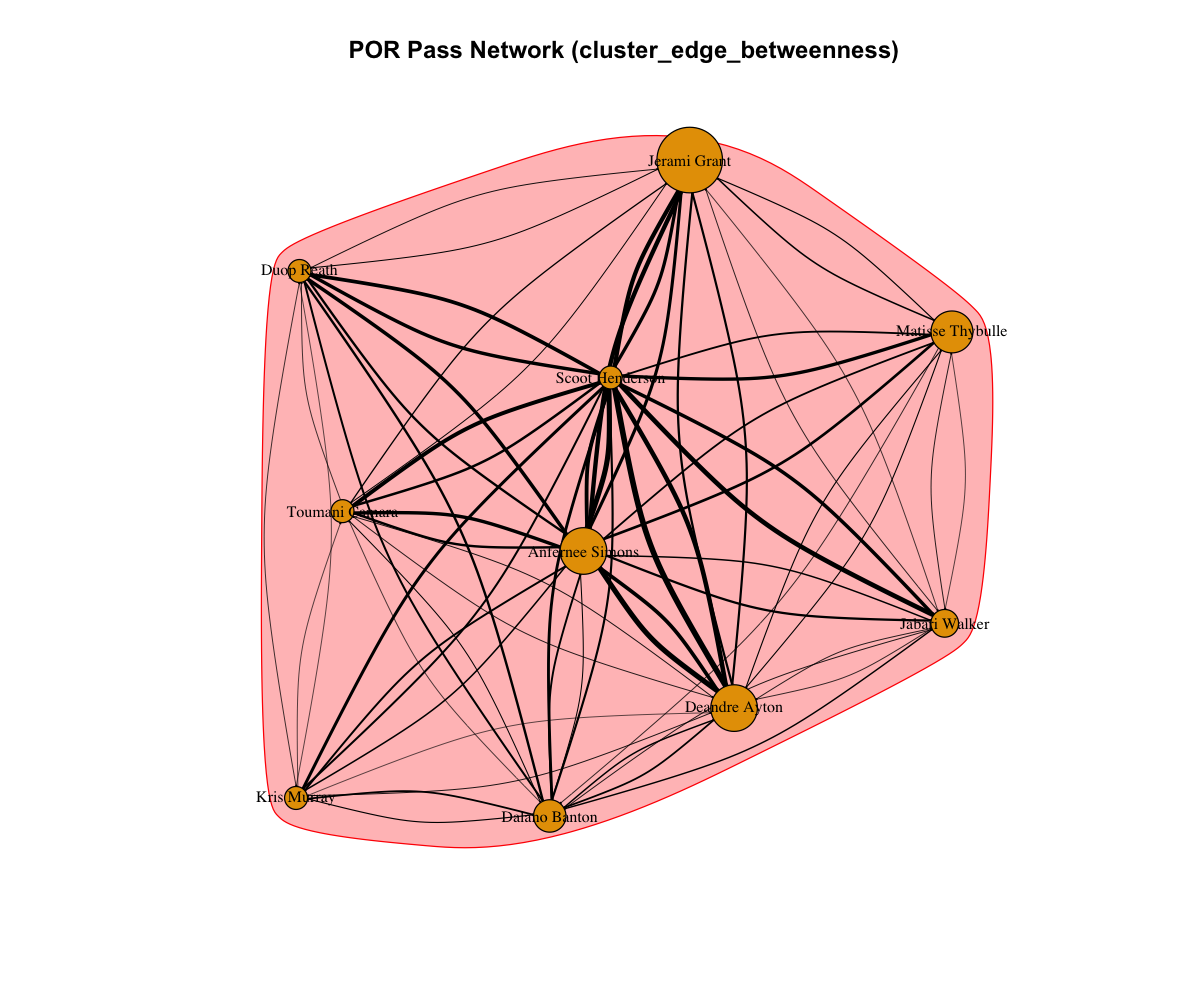 POR Pass Network (cluster_edge_betweenness)
Jerami Grant
Duop Reath
Matisse Thybulle
Scoot Henderson
Toumani Camara
Anfernee Simons
Jabari Walker
Deandre Ayton
Kris Murray
Dalano Banton